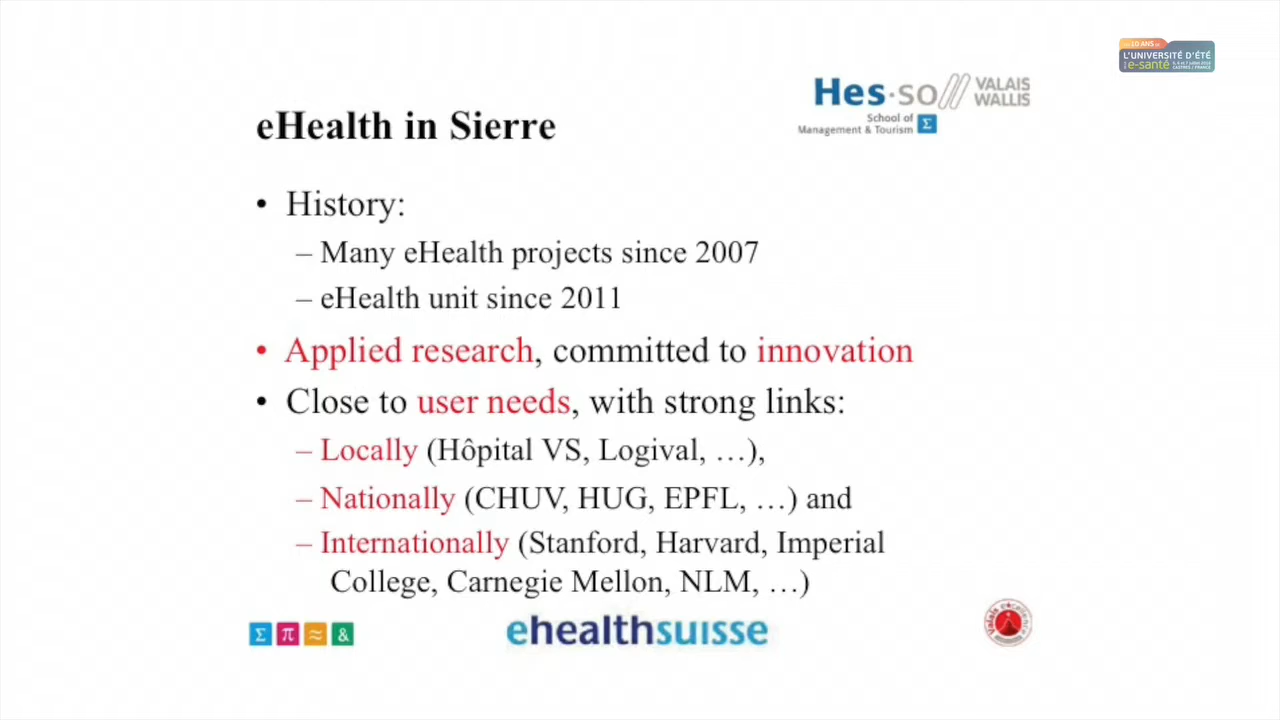 L'UNIVERSITÉ D'ÉTÉ
e-santé
Hes·so VALAIS
WALLIS
School of
Management & Tourism Σ
eHealth in Sierre
• History:
– Many eHealth projects since 2007
– eHealth unit since 2011
• Applied research, committed to innovation
• Close to user needs, with strong links:
– Locally (Hôpital VS, Logival, …),
– Nationally (CHUV, HUG, EPFL, …) and
– Internationally (Stanford, Harvard, Imperial
College, Carnegie Mellon, NLM, …)
Σ π ≈ &
ehealthsuisse
Valais excellence